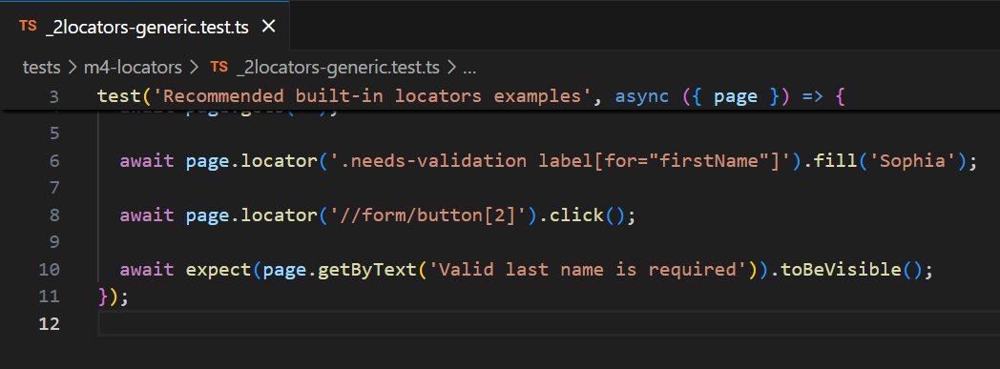 TS _2locators-generic.test.ts ×
tests > m4-locators > TS _2locators-generic.test.ts > ...
3 test('Recommended built-in locators examples', async ({ page }) => {
5
6 await page.locator('.needs-validation label[for="firstName"]').fill('Sophia');
7
8 await page.locator('//form/button[2]').click();
9
10 await expect(page.getByText('Valid last name is required')).toBeVisible();
11 });
12